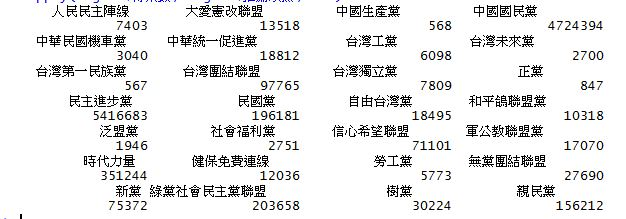 人民民主陣線 大愛憲改聯盟 中國生產黨 中國國民黨
7403 13518 568 4724394
中華民國機車黨 中華統一促進黨 台灣工黨 台灣未來黨
3040 18812 6098 2700
台灣第一民族黨 台灣團結聯盟 台灣獨立黨 正黨
567 97765 7809 847
民主進步黨 民國黨 自由台灣黨 和平鴿聯盟黨
5416683 196181 18495 10318
泛盟黨 社會福利黨 信心希望聯盟 軍公教聯盟黨
1946 2751 71101 17070
時代力量 健保免費連線 勞工黨 無黨團結聯盟
351244 12036 5773 27690
新黨 綠黨社會民主黨聯盟 樹黨 親民黨
75372 203658 30224 156212